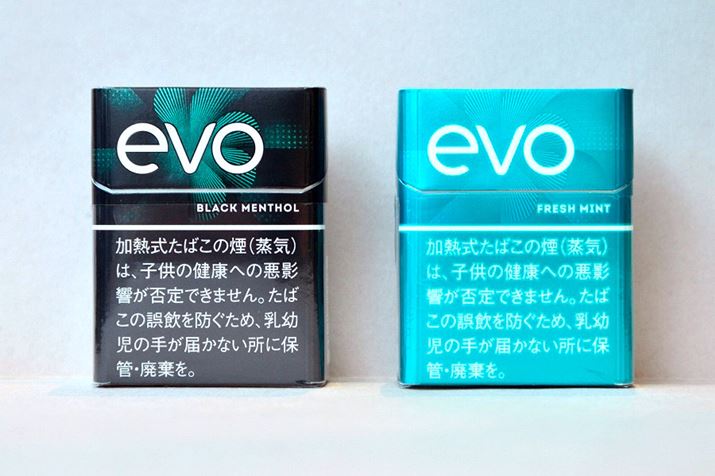 evo
BLACK MENTHOL
加熱式たばこの煙(蒸気)
は、子供の健康への悪影
響が否定できません。たば
この誤飲を防ぐため、乳幼
児の手が届かない所に保
管・廃棄を。
evo
FRESH MINT
加熱式たばこの煙(蒸気)
は、子供の健康への悪影
響が否定できません。たば
この誤飲を防ぐため、乳幼
児の手が届かない所に保
管・廃棄を。